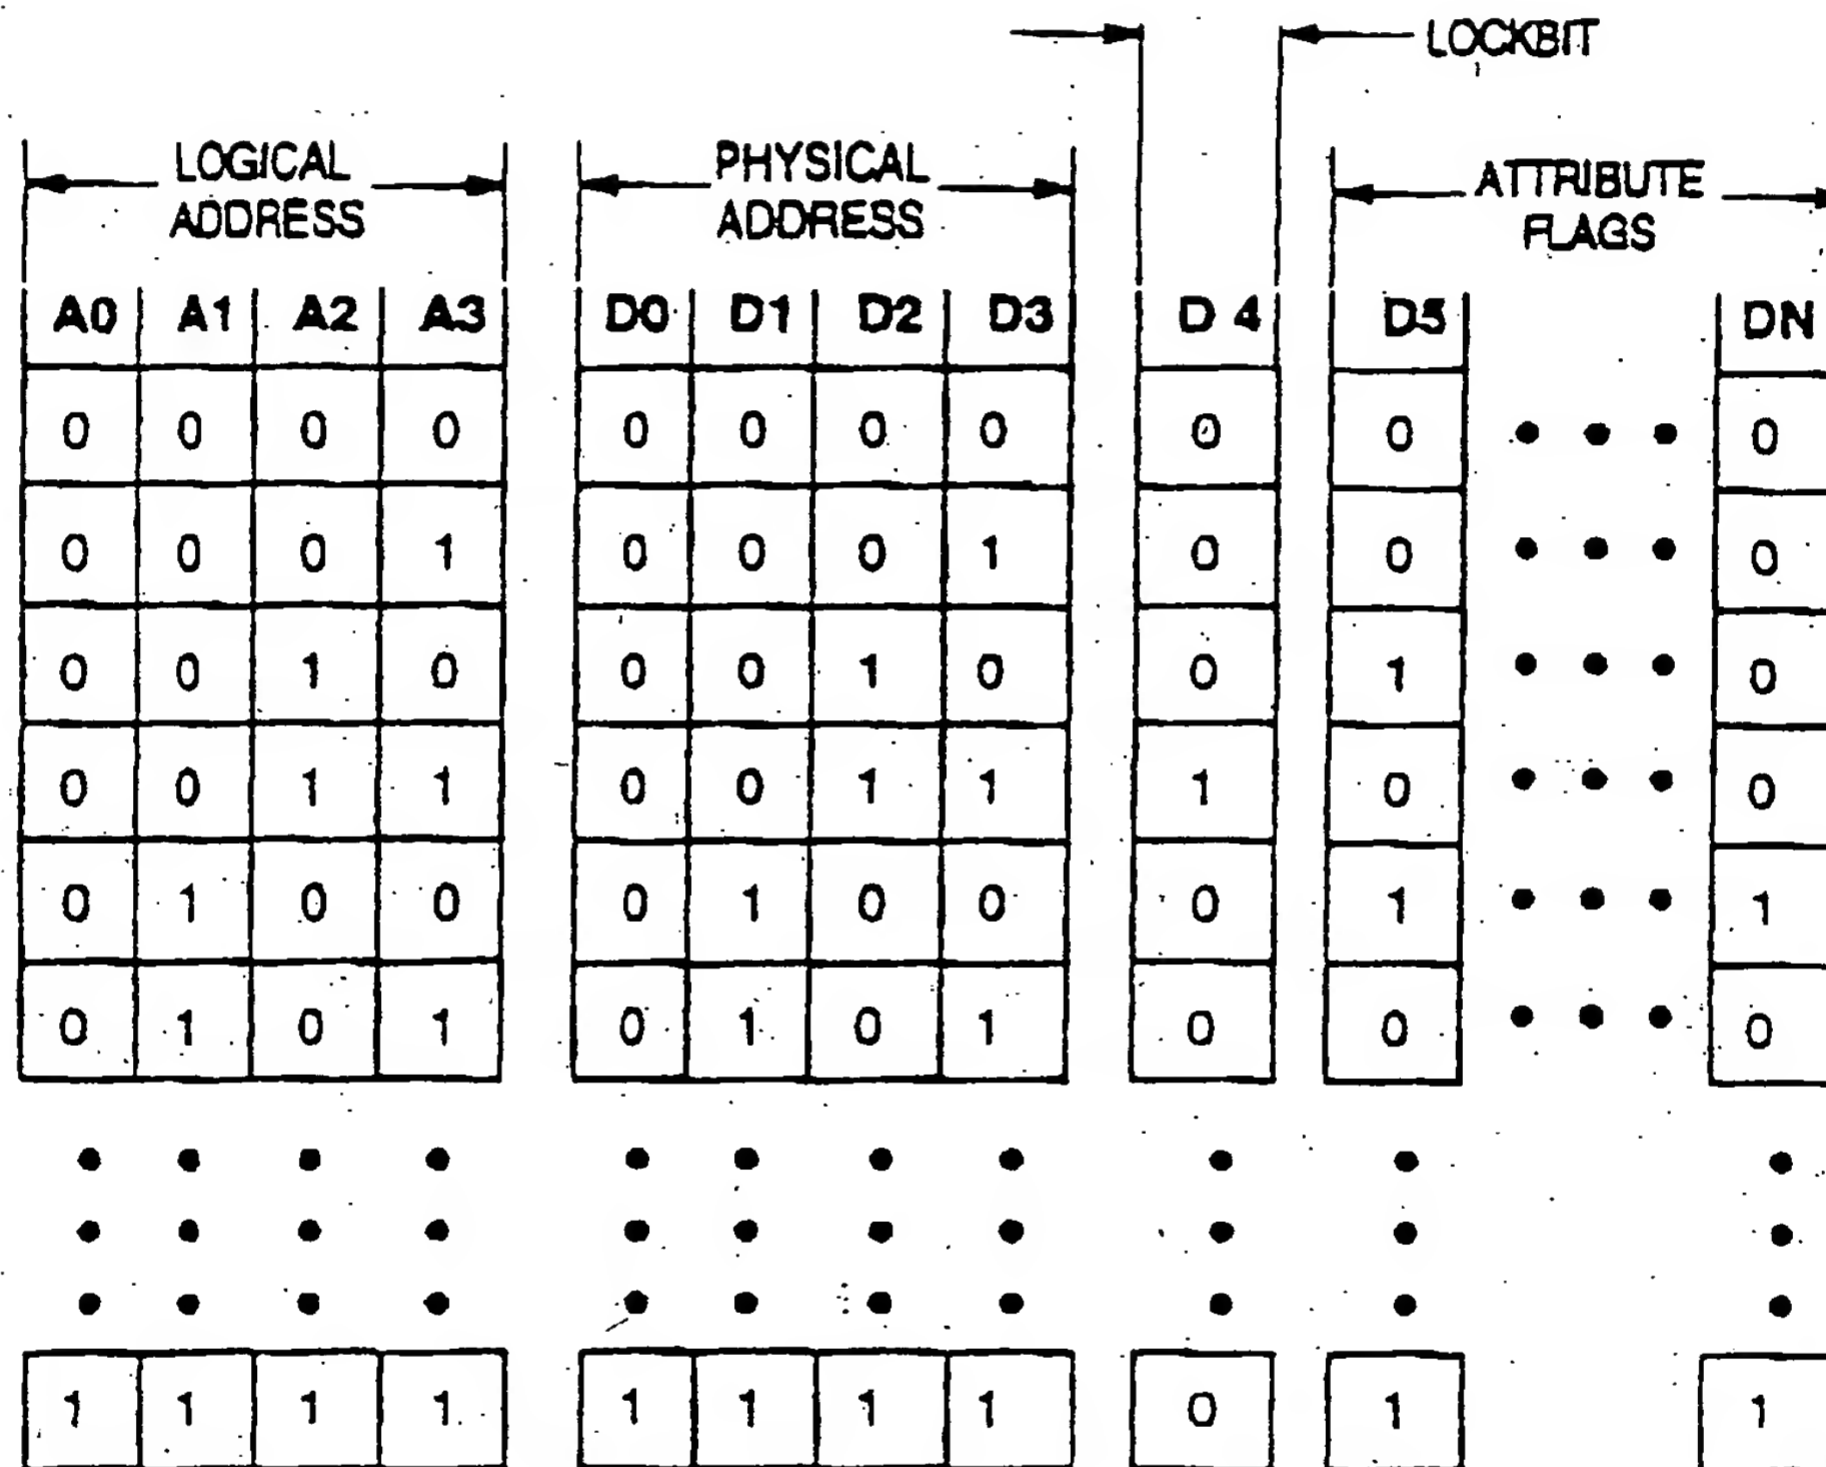 LOCKBIT
LOGICAL ADDRESS
PHYSICAL ADDRESS
ATTRIBUTE FLAGS
A0 A1 A2 A3 D0 D1 D2 D3 D 4 D5 DN
0 0 0 0 0 0 0 0 0 0 0
0 0 0 1 0 0 0 1 0 0 0
0 0 1 0 0 0 1 0 0 1 0
0 0 1 1 0 0 1 1 1 0 0
0 1 0 0 0 1 0 0 0 1 1
0 1 0 1 0 1 0 1 0 0 0
1 1 1 1 1 1 1 1 0 1 1